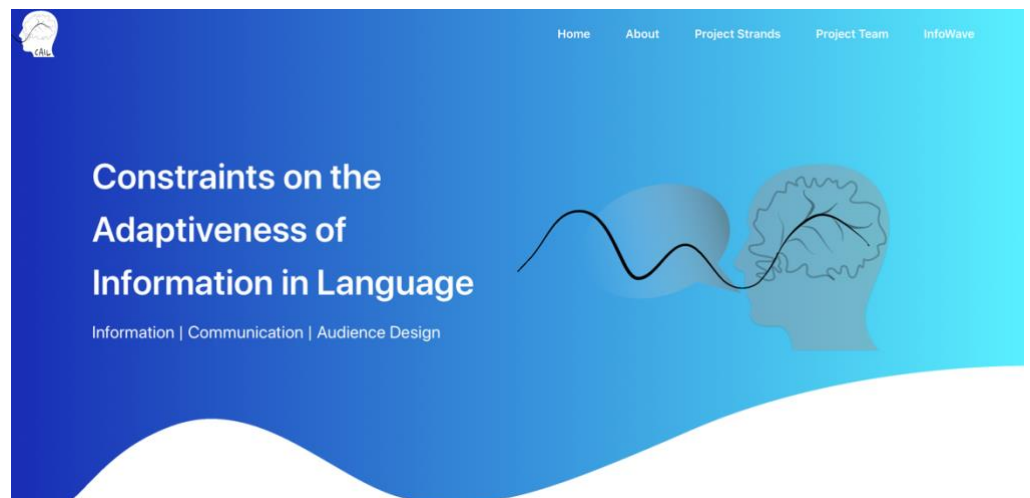 CAIL
Home About Project Strands Project Team InfoWave
Constraints on the
Adaptiveness of
Information in Language
Information | Communication | Audience Design